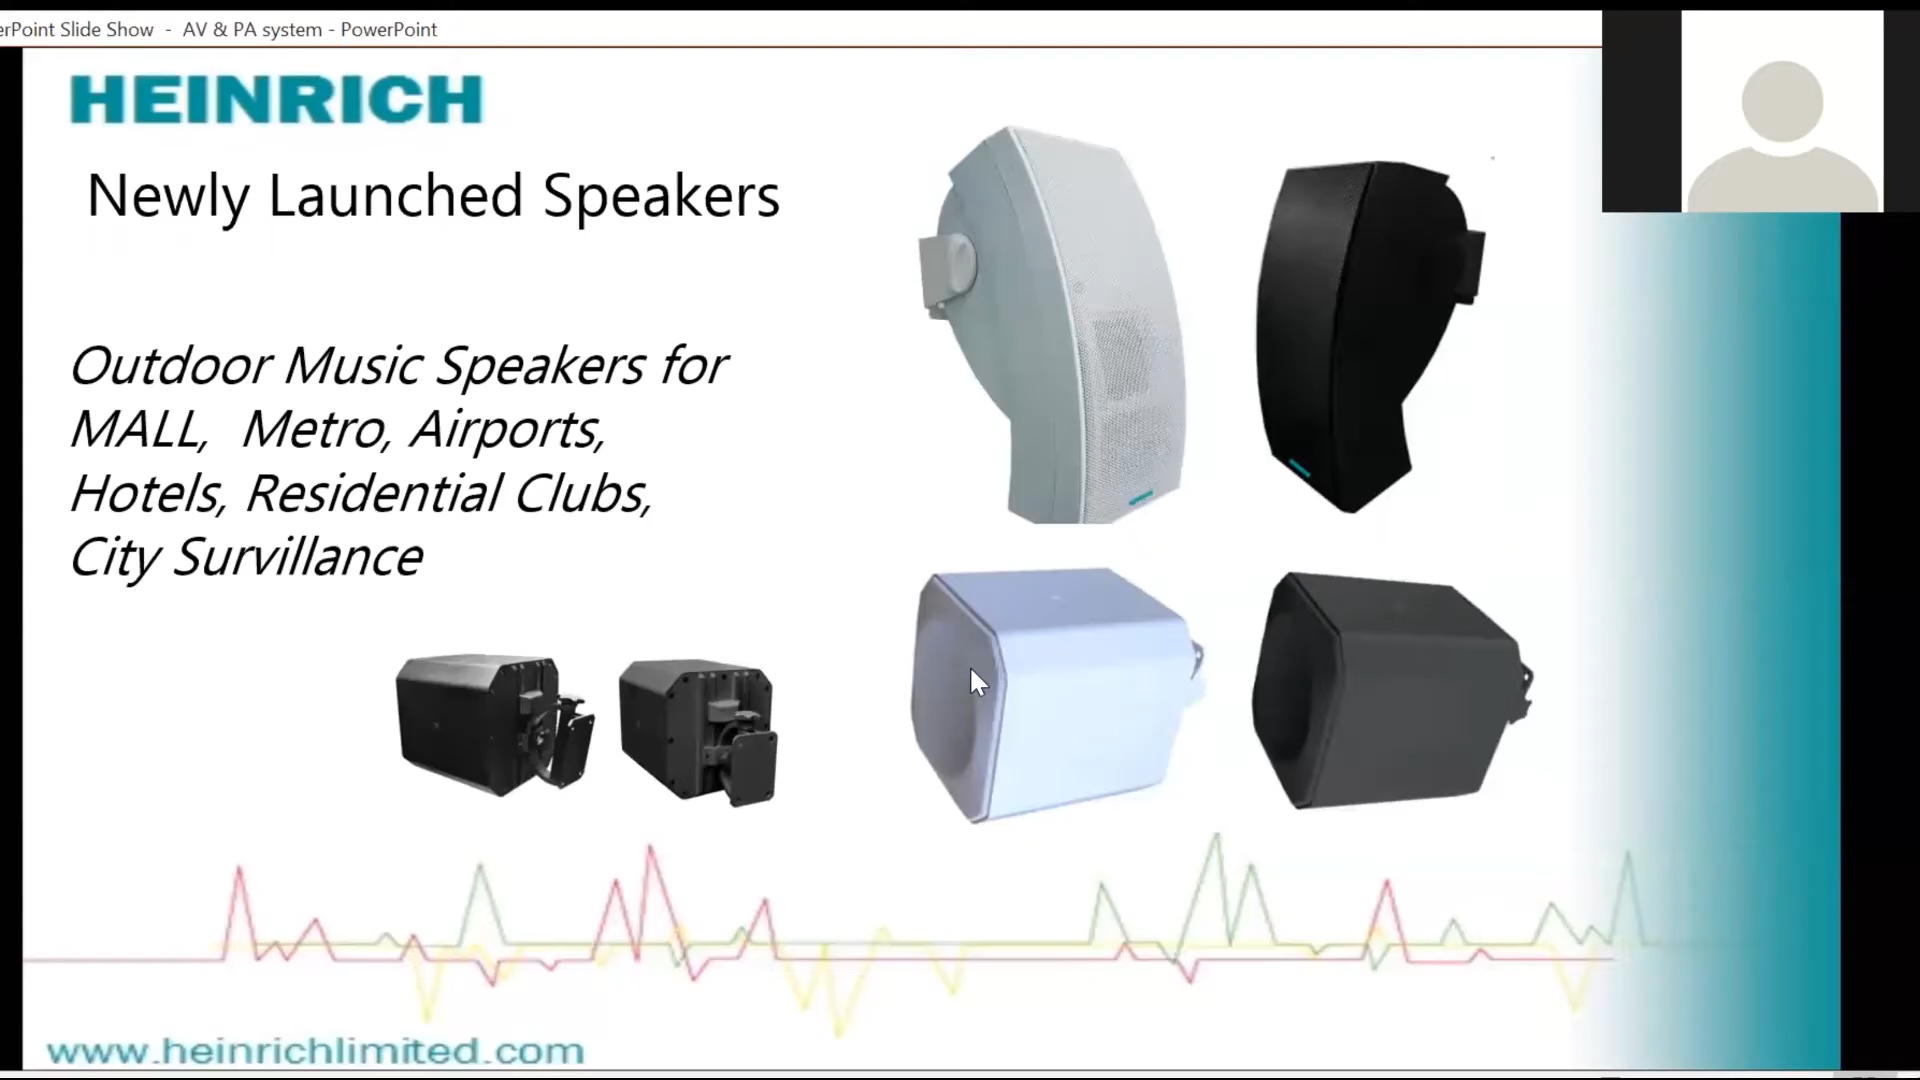 erPoint Slide Show - AV & PA system - PowerPoint
HEINRICH
Newly Launched Speakers
Outdoor Music Speakers for
MALL, Metro, Airports,
Hotels, Residential Clubs,
City Survillance
www.heinrichlimited.com